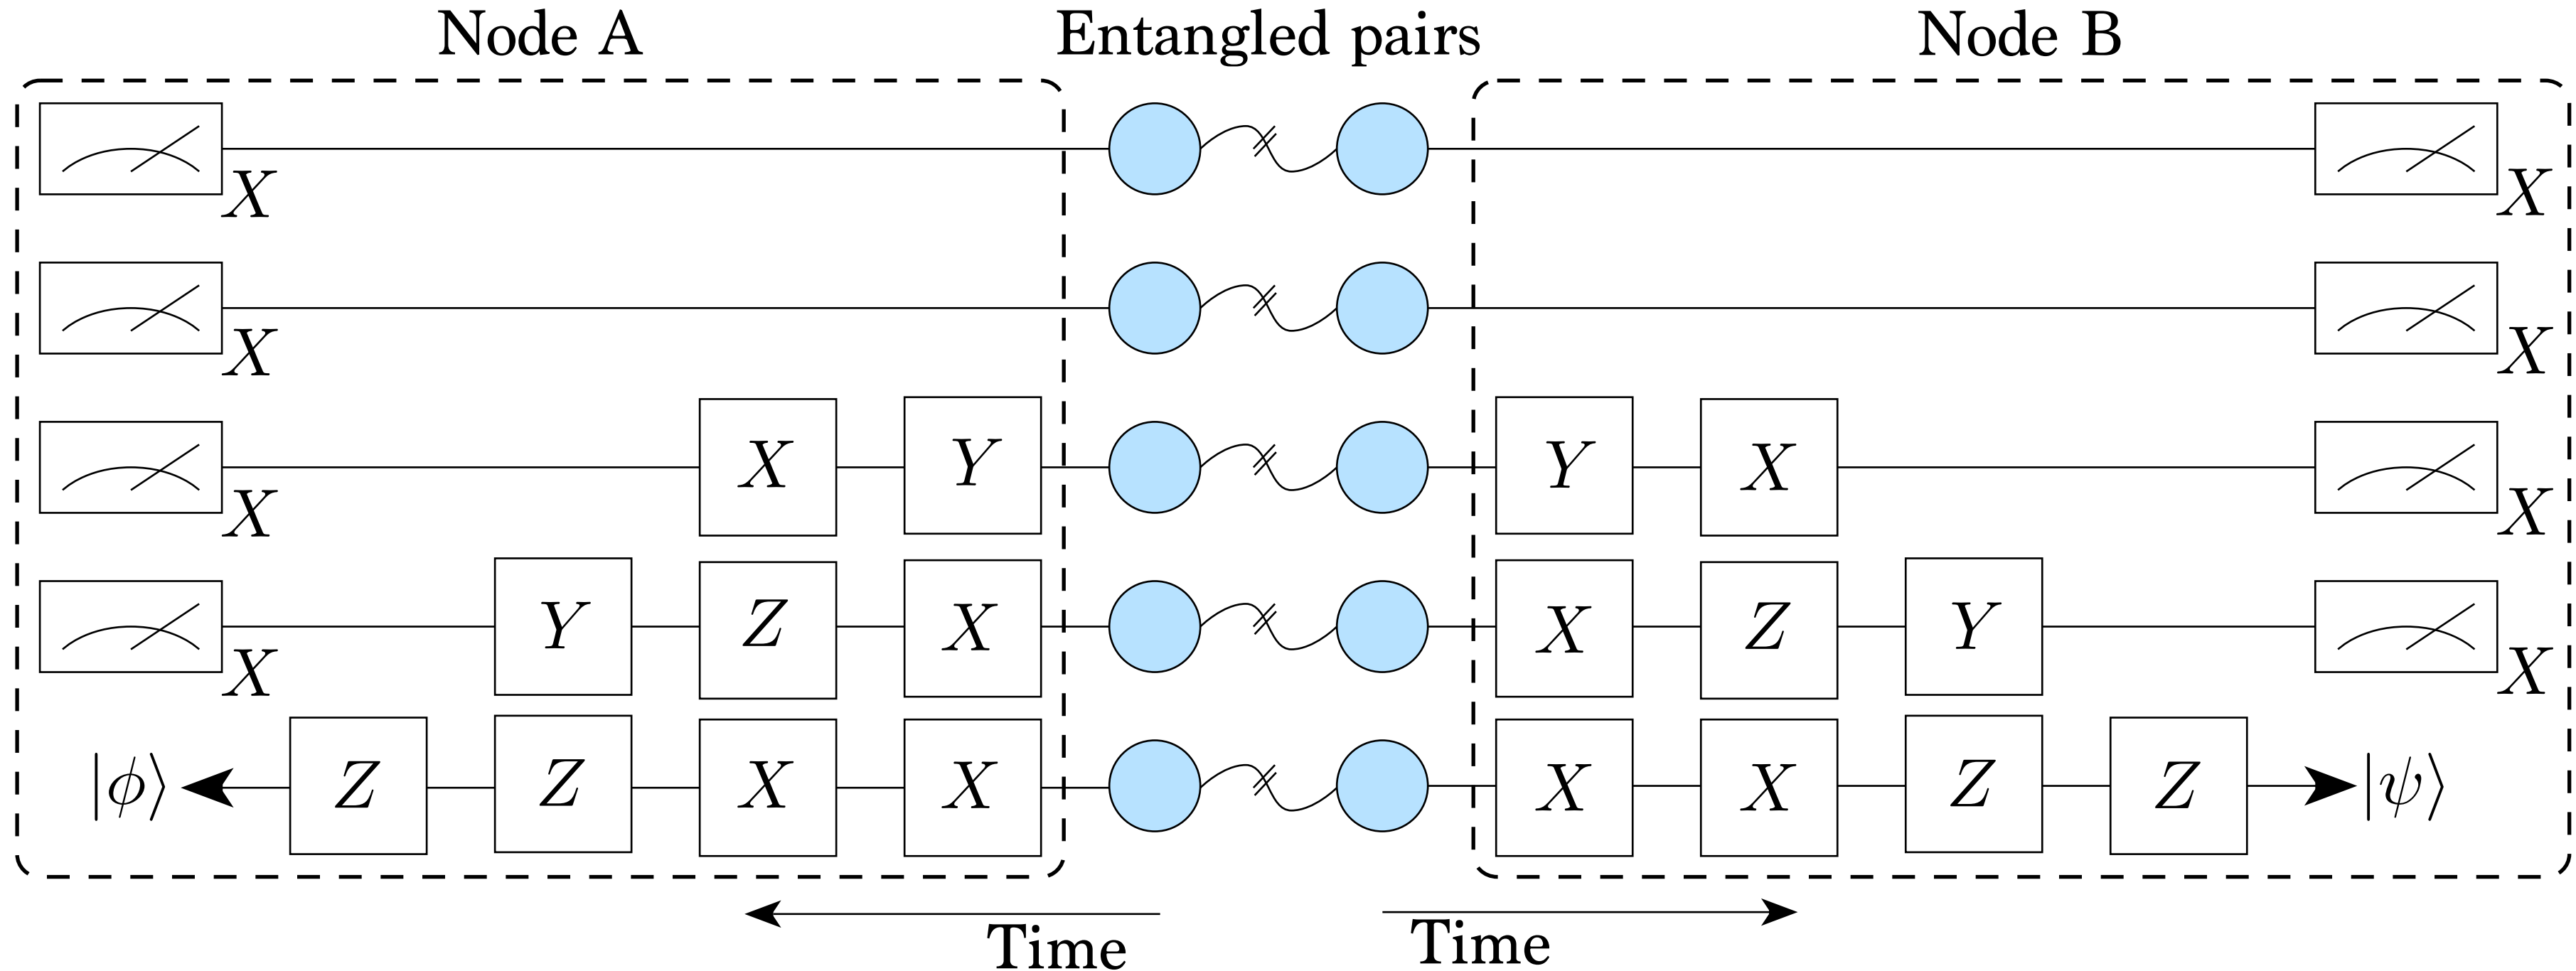 Node A Entangled pairs Node B
X X
X X
X Y Y X
X X
Y Z X X Z Y
X X
|ϕ⟩ Z Z X X X X Z Z |ψ⟩
Time Time